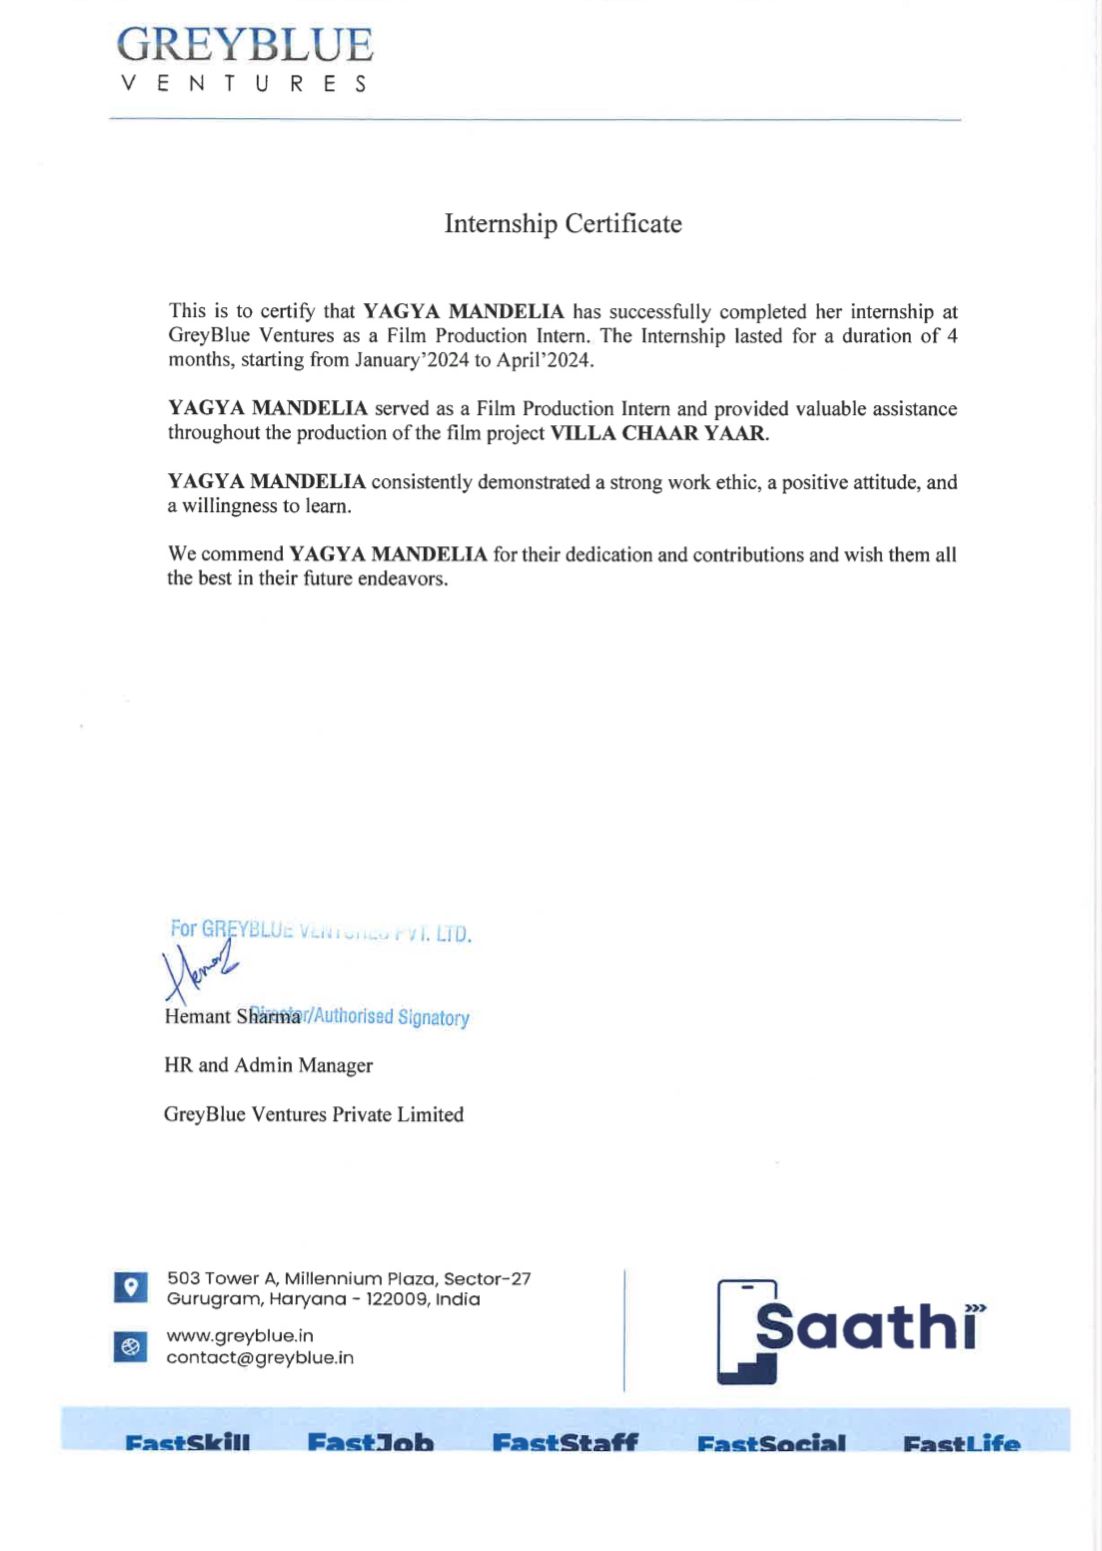 GREYBLUE
VENTURES
Internship Certificate
This is to certify that YAGYA MANDELIA has successfully completed her internship at
GreyBlue Ventures as a Film Production Intern. The Internship lasted for a duration of 4
months, starting from January'2024 to April'2024.
YAGYA MANDELIA served as a Film Production Intern and provided valuable assistance
throughout the production of the film project VILLA CHAAR YAAR.
YAGYA MANDELIA consistently demonstrated a strong work ethic, a positive attitude, and
a willingness to learn.
We commend YAGYA MANDELIA for their dedication and contributions and wish them all
the best in their future endeavors.
For GREYBLUE VENTURES PVT. LTD.
Hemant
Hemant Sharma
Director/Authorised Signatory
HR and Admin Manager
GreyBlue Ventures Private Limited
503 Tower A, Millennium Plaza, Sector-27
Gurugram, Haryana - 122009, India
www.greyblue.in
contact@greyblue.in
Saathi
FastSkill FastJob FastStaff FastSocial FastLife